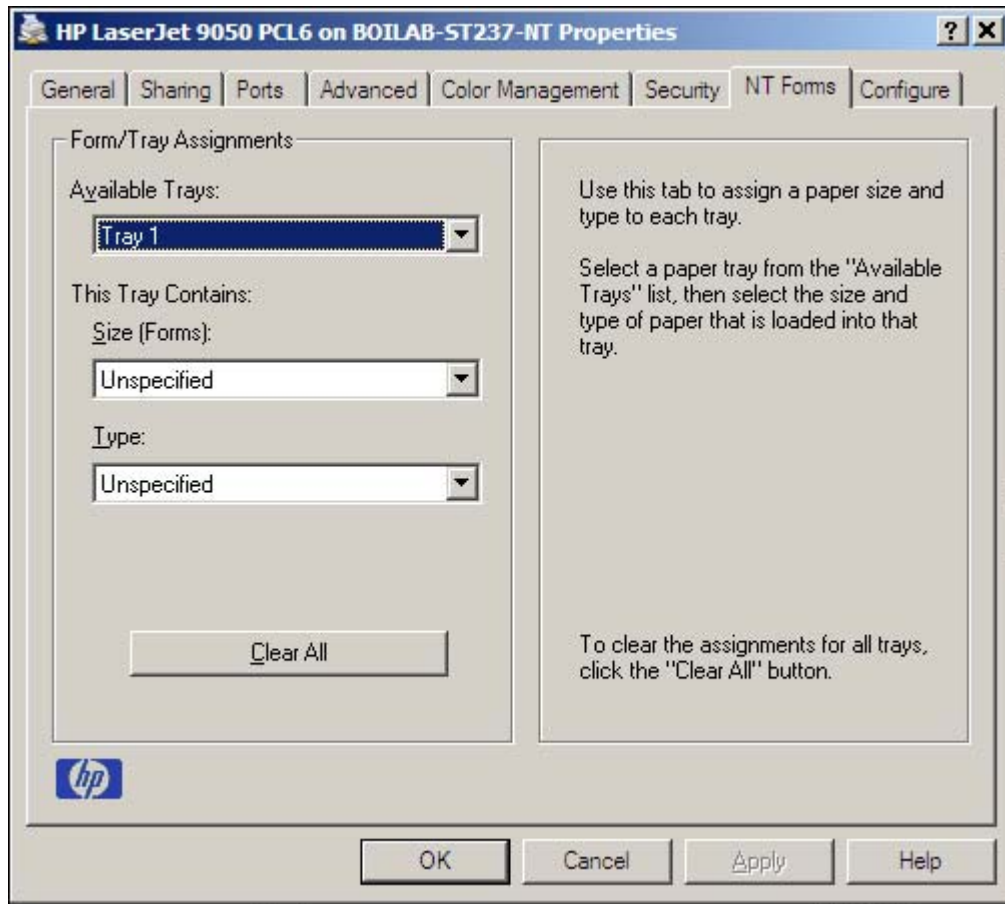 HP LaserJet 9050 PCL6 on BOILAB-ST237-NT Properties
General
Sharing
Ports
Advanced
Color Management
Security
NT Forms
Configure
Form/Tray Assignments
Available Trays:
Tray 1
This Tray Contains:
Size (Forms):
Unspecified
Type:
Unspecified
Clear All
Use this tab to assign a paper size and
type to each tray.
Select a paper tray from the "Available
Trays" list, then select the size and
type of paper that is loaded into that
tray.
To clear the assignments for all trays,
click the "Clear All" button.
hp
OK
Cancel
Apply
Help